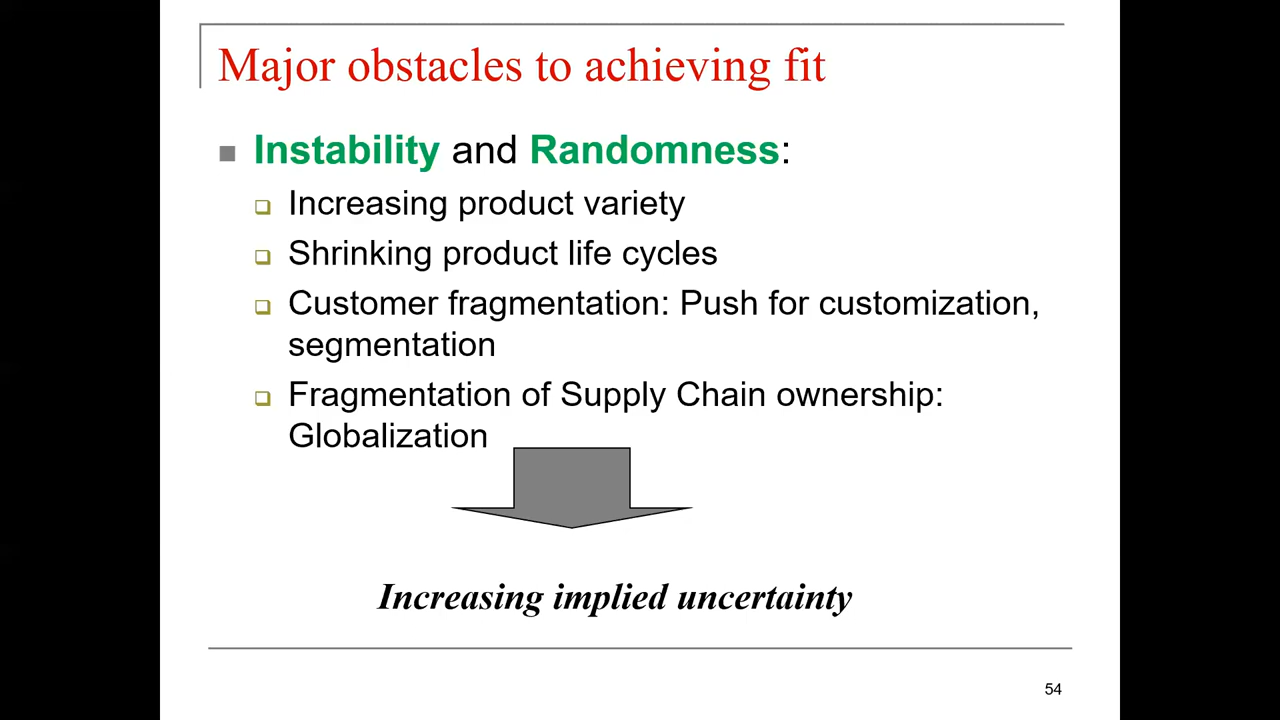 Major obstacles to achieving fit
Instability and Randomness:
Increasing product variety
Shrinking product life cycles
Customer fragmentation: Push for customization,
segmentation
Fragmentation of Supply Chain ownership:
Globalization
Increasing implied uncertainty
54